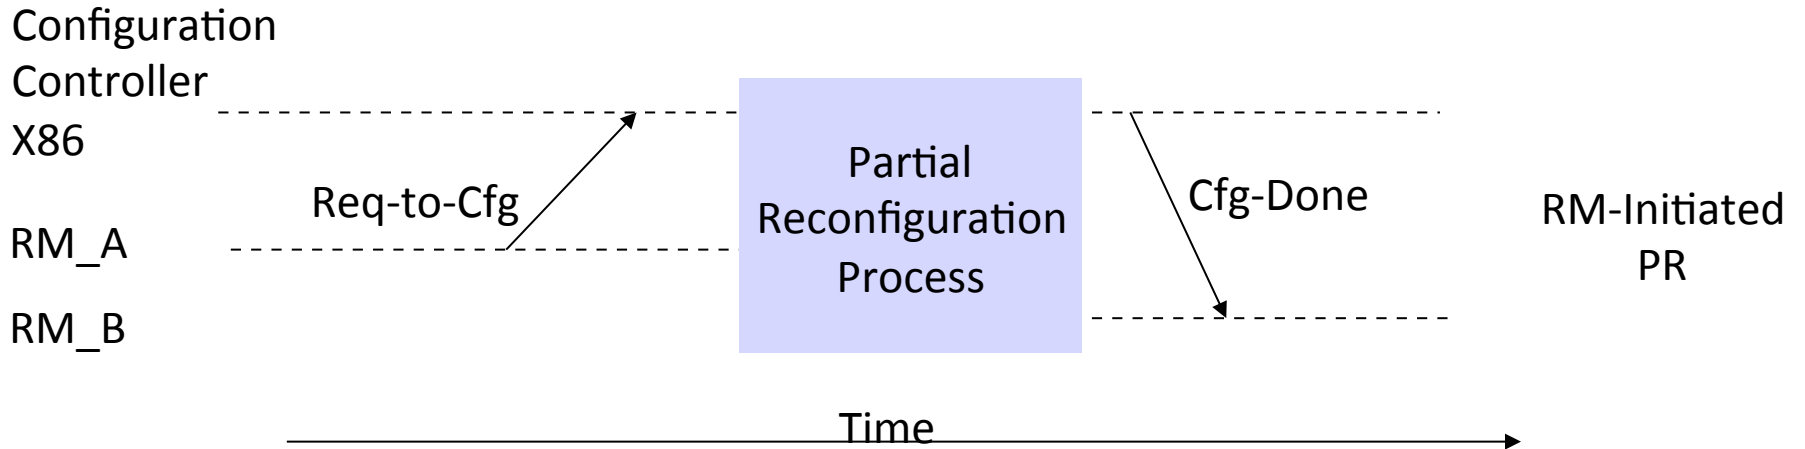 Configuration
Controller
X86
Req-to-Cfg
RM_A
RM_B
Partial
Reconfiguration
Process
Cfg-Done
RM-Initiated
PR
Time